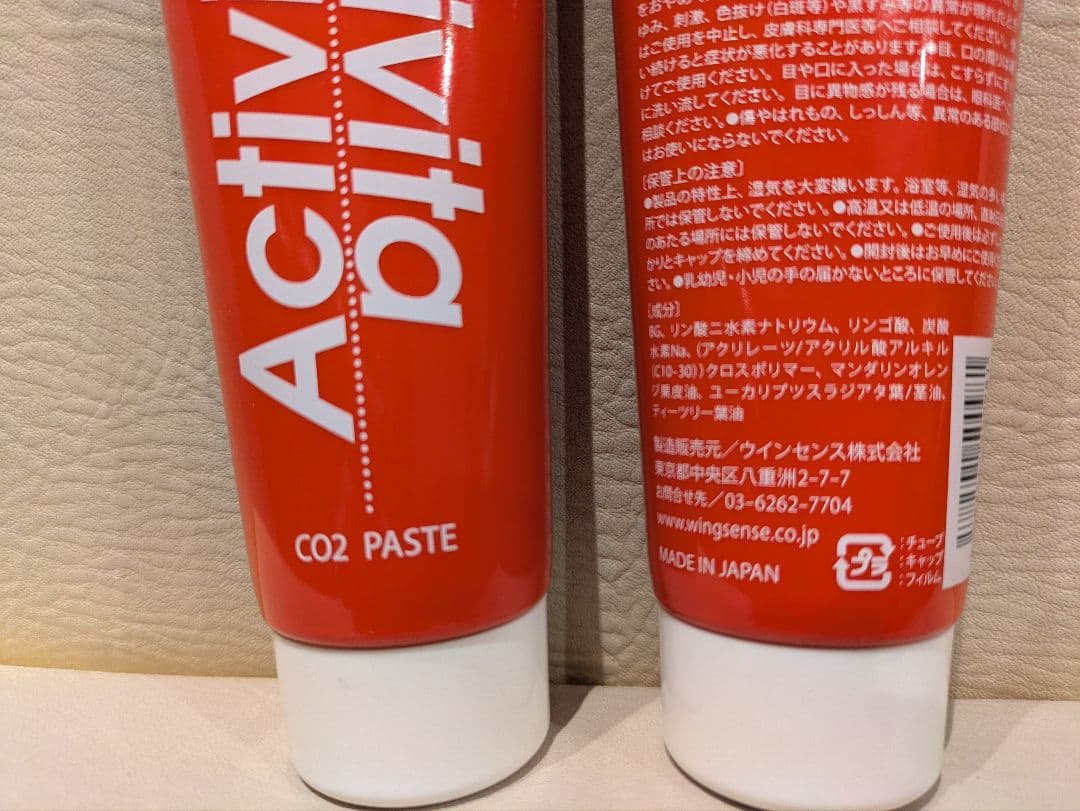 Activ
CO2 PASTE
ゆみ、刺激、色抜け(白斑等)や黒ずみ等の異常が現れたと
はご使用を中止し、皮膚科専門医等へご相談してください。
い続けると症状が悪化することがあります。●目、口の周りは
けてご使用ください。目や口に入った場合は、こすらずにす
に洗い流してください。目に異物感が残る場合は、眼科医へ
相談ください。●傷やはれもの、しっしん等、異常のある部位
はお使いにならないでください。
[保管上の注意]
●製品の特性上、湿気を大変嫌います。浴室等、湿気の多い
所では保管しないでください。●高温又は低温の場所、直射日
のあたる場所には保管しないでください。●ご使用後は必ずし
かりとキャップを締めてください。●開封後はお早めにご使用く
さい。●乳幼児・小児の手の届かないところに保管してくださ
[成分]
BG、リン酸ニ水素ナトリウム、リンゴ酸、炭酸
水素Na、(アクリレーツ/アクリル酸アルキル
(C10-30))クロスポリマー、マンダリンオレン
ジ果皮油、ユーカリプツスラジアタ葉/茎油、
ティーツリー葉油
製造販売元/ウインセンス株式会社
東京都中央区八重洲2-7-7
お問合せ先/03-6262-7704
www.wingsense.co.jp
MADE IN JAPAN
プラ
:チューブ
:キャップ
:フィルム